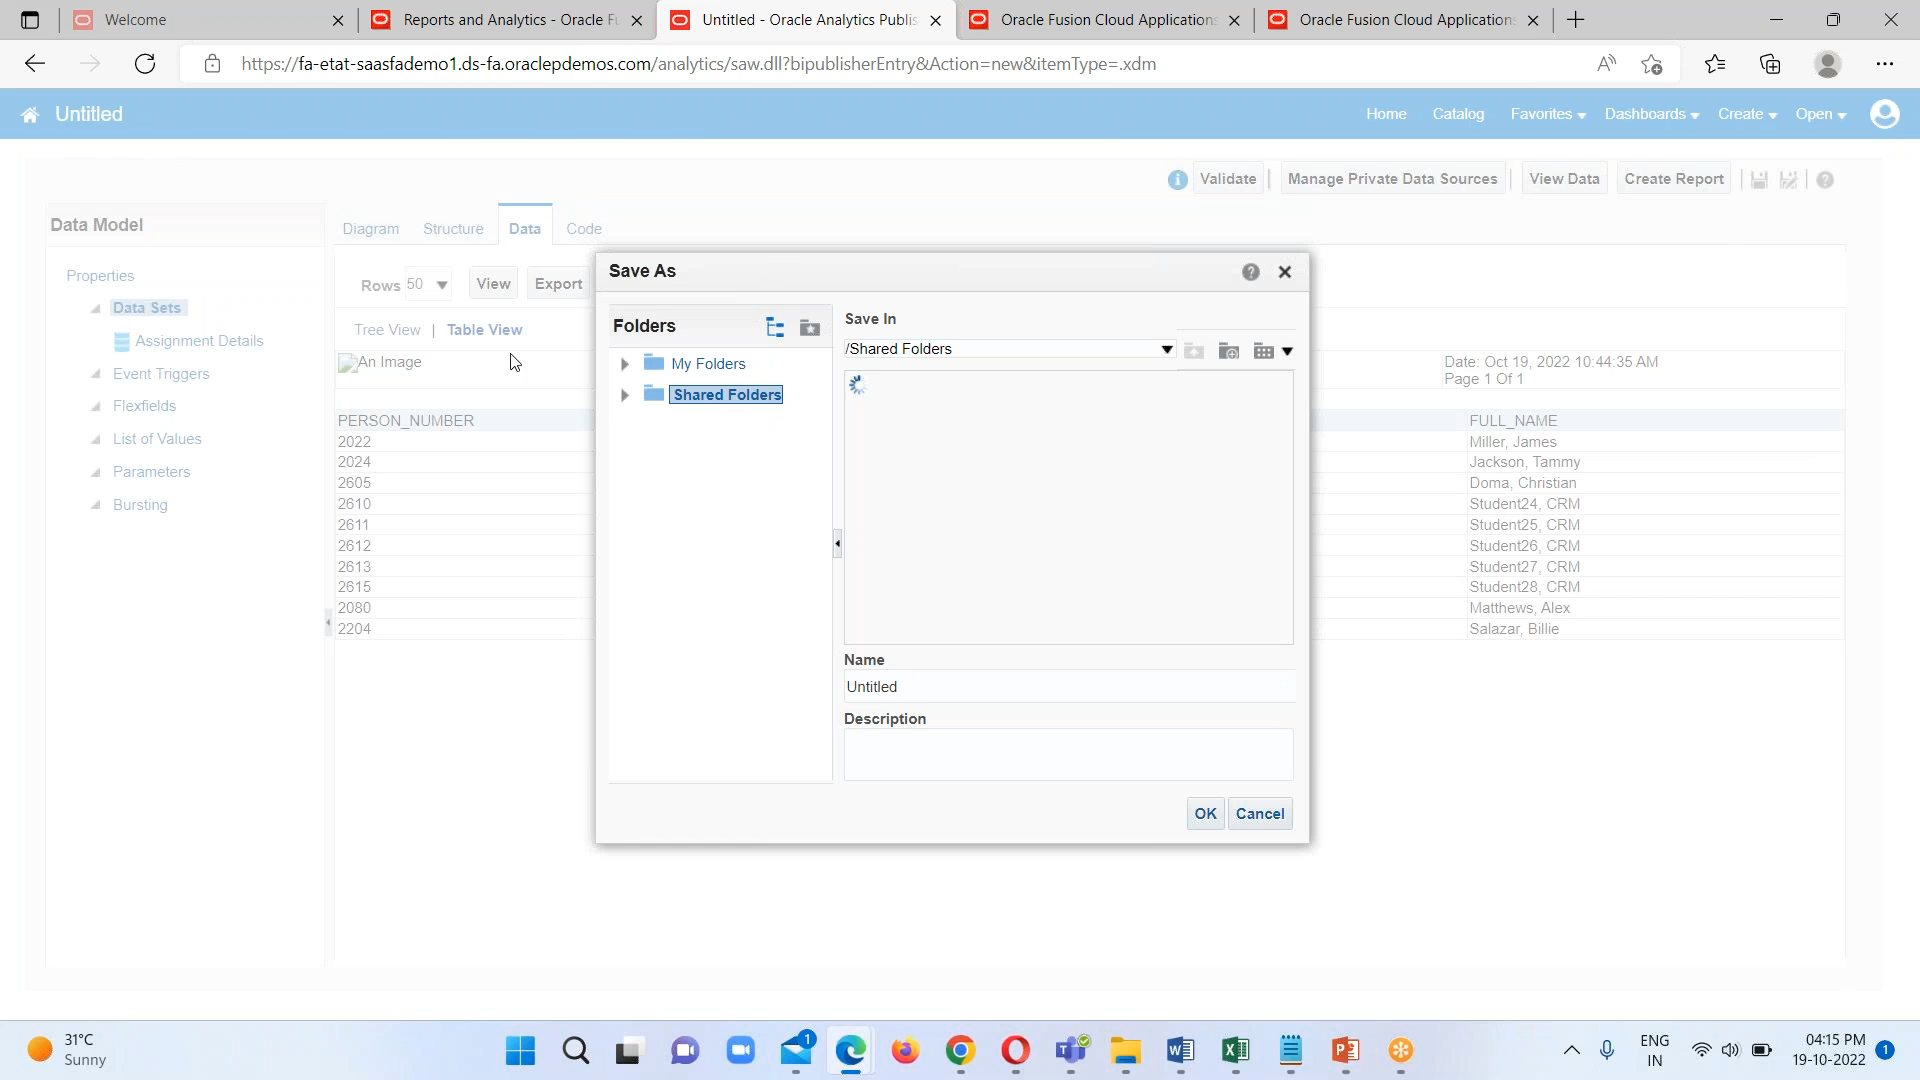 Welcome
Reports and Analytics - Oracle Fu
Untitled - Oracle Analytics Publis
Oracle Fusion Cloud Applications
Oracle Fusion Cloud Applications
https://fa-etat-saasfademo1.ds-fa.oraclepdemos.com/analytics/saw.dll?bipublisherEntry&Action=new&itemType=.xdm
Untitled
Home Catalog Favorites Dashboards Create Open
Validate Manage Private Data Sources View Data Create Report
Data Model
Diagram Structure Data Code
Properties
Data Sets
Assignment Details
Event Triggers
Flexfields
List of Values
Parameters
Bursting
Rows 50 View Export
Tree View | Table View
An Image
Date: Oct 19, 2022 10:44:35 AM
Page 1 Of 1
PERSON_NUMBER FULL_NAME
2022 Miller, James
2024 Jackson, Tammy
2605 Doma, Christian
2610 Student24, CRM
2611 Student25, CRM
2612 Student26, CRM
2613 Student27, CRM
2615 Student28, CRM
2080 Matthews, Alex
2204 Salazar, Billie
Save As
Folders
My Folders
Shared Folders
Save In
/Shared Folders
Name
Untitled
Description
OK Cancel
31°C
Sunny
1
ENG
IN
04:15 PM
19-10-2022
1